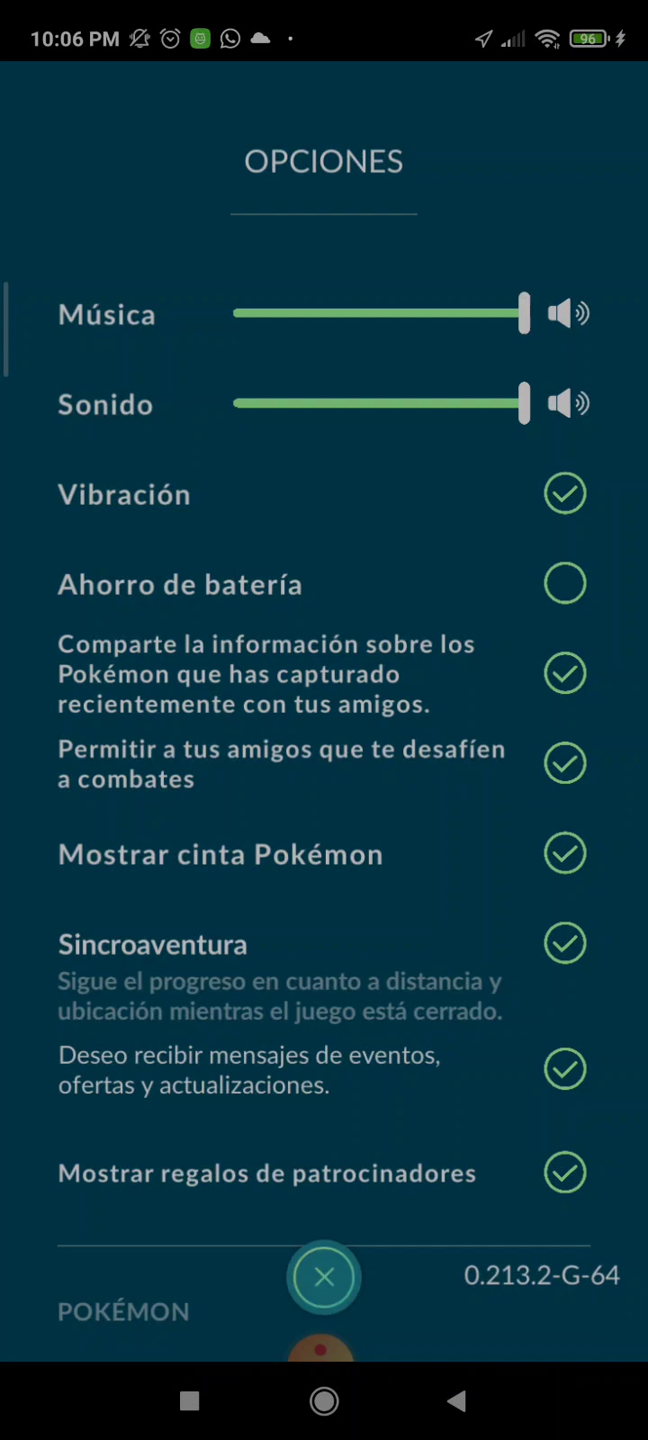 10:06 PM
96
OPCIONES
Música
Sonido
Vibración
Ahorro de batería
Comparte la información sobre los
Pokémon que has capturado
recientemente con tus amigos.
Permitir a tus amigos que te desafíen
a combates
Mostrar cinta Pokémon
Sincroaventura
Sigue el progreso en cuanto a distancia y
ubicación mientras el juego está cerrado.
Deseo recibir mensajes de eventos,
ofertas y actualizaciones.
Mostrar regalos de patrocinadores
0.213.2-G-64
POKÉMON